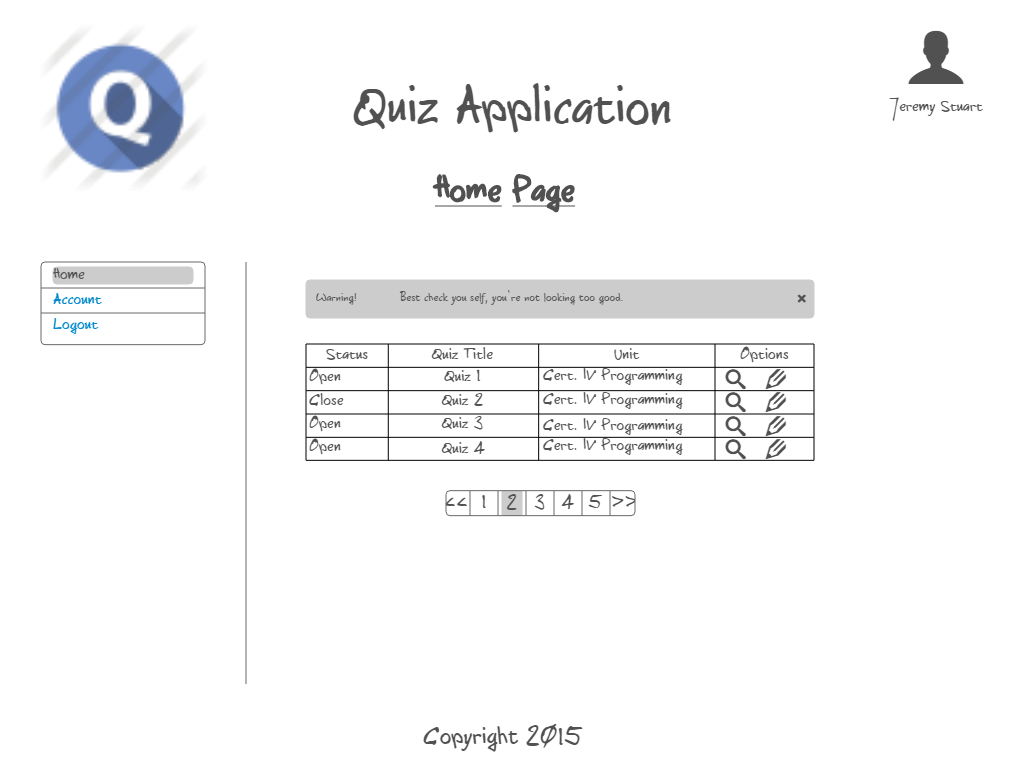 Q
Jeremy Stuart
Quiz Application
Home Page
Home
Account
Logout
Warning! Best check you self, you're not looking too good. ×
Status Quiz Title Unit Options
Open Quiz 1 Cert. IV Programming
Close Quiz 2 Cert. IV Programming
Open Quiz 3 Cert. IV Programming
Open Quiz 4 Cert. IV Programming
<< 1 2 3 4 5 >>
Copyright 2015